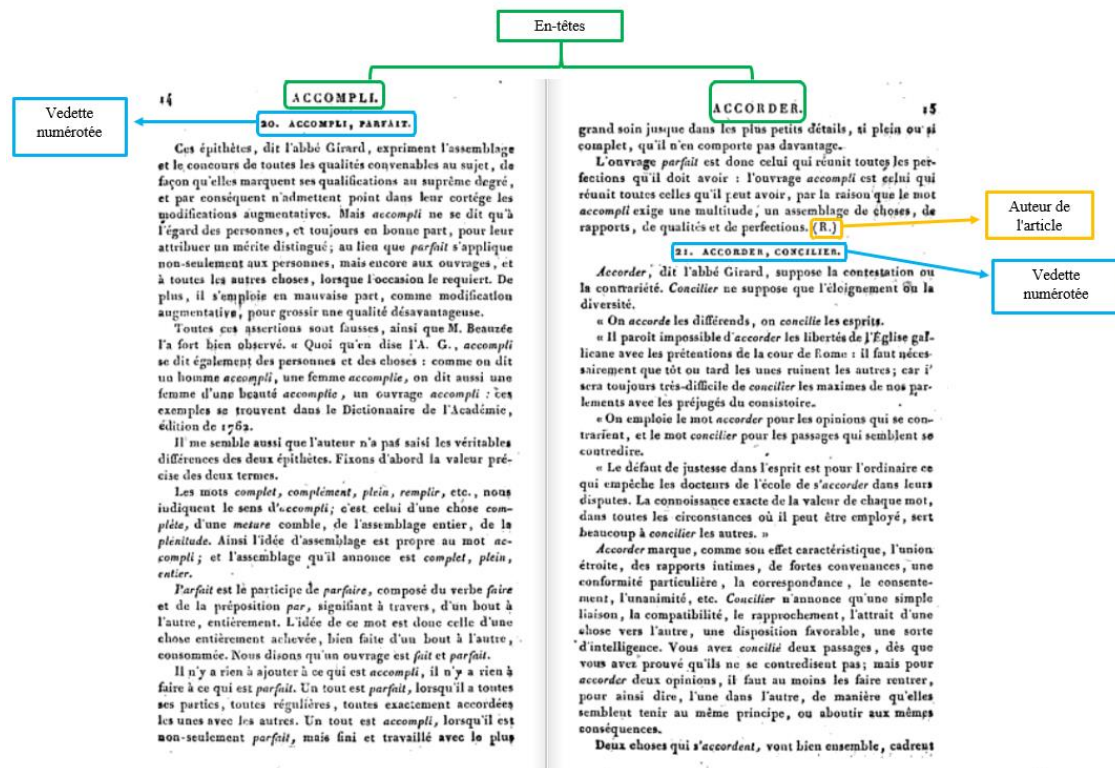 En-têtes
Vedette
numérotée
14
ACCOMPLI.
20. ACCOMPLI, PARFAIT.
Ces épithètes, dit l'abbé Girard, expriment l'assemblage
et le concours de toutes les qualités convenables au sujet, de
façon qu'elles marquent ses qualifications au suprême degré,
et par conséquent n'admettent point dans leur cortége les
modifications augmentatives. Mais accompli ne se dit qu'à
l'égard des personnes, et toujours en bonne part, pour leur
attribuer un mérite distingué; au lieu que parfait s'applique
non-seulement aux personnes, mais encore aux ouvrages, et
à toutes les autres choses, lorsque l'occasion le requiert. De
plus, il s'emploie en mauvaise part, comme modification
augmentative, pour grossir une qualité désavantageuse.
Toutes ces assertions sont fausses, ainsi que M. Beauzée
l'a fort bien observé. « Quoi qu'en dise l'A. G., accompli
se dit également des personnes et des choses : comme on dit
un homme accompli, une femme accomplie, on dit aussi une
femme d'une beauté accomplie, un ouvrage accompli : ces
exemples se trouvent dans le Dictionnaire de l'Académie,
édition de 1762.
Il me semble aussi que l'auteur n'a pas saisi les véritables
différences des deux épithètes. Fixons d'abord la valeur pré-
cise des deux termes.
Les mots complet, complément, plein, remplir, etc., nous
indiquent le sens d'accompli; c'est celui d'une chose com-
plète, d'une mesure comble, de l'assemblage entier, de la
plénitude. Ainsi l'idée d'assemblage est propre au mot ac-
compli; et l'assemblage qu'il annonce est complet, plein,
entier.
Parfait est le participe de parfaire, composé du verbe faire
et de la préposition par, signifiant à travers, d'un bout à
l'autre, entièrement. L'idée de ce mot est donc celle d'une
chose entièrement achevée, bien faite d'un bout à l'autre,
consommée. Nous disons qu'un ouvrage est fait et parfait.
Il n'y a rien à ajouter à ce qui est accompli, il n'y a rien à
faire à ce qui est parfait. Un tout est parfait, lorsqu'il a toutes
ses parties, toutes régulières, toutes exactement accordées
les unes avec les autres. Un tout est accompli, lorsqu'il est
non-seulement parfait, mais fini et travaillé avec le plus
ACCORDER.
15
grand soin jusque dans les plus petits détails, si plein ou si
complet, qu'il n'en comporte pas davantage.
L'ouvrage parfait est donc celui qui réunit toutes les per-
fections qu'il doit avoir : l'ouvrage accompli est celui qui
réunit toutes celles qu'il peut avoir, par la raison que le mot
accompli exige une multitude, un assemblage de choses, de
rapports, de qualités et de perfections. (R.)
Auteur de
l'article
21. ACCORDER, CONCILIER.
Vedette
numérotée
Accorder, dit l'abbé Girard, suppose la contestation ou
la contrariété. Concilier ne suppose que l'éloignement ou la
diversité.
« On accorde les différends, on concilie les esprits.
« Il paroît impossible d'accorder les libertés de l'Église gal-
licane avec les prétentions de la cour de Rome : il faut néces-
sairement que tôt ou tard les unes ruinent les autres; car i'
sera toujours très-difficile de concilier les maximes de nos par-
lements avec les préjugés du consistoire.
« On emploie le mot accorder pour les opinions qui se con-
trarient, et le mot concilier pour les passages qui semblent se
contredire.
« Le défaut de justesse dans l'esprit est pour l'ordinaire ce
qui empêche les docteurs de l'école de s'accorder dans leurs
disputes. La connoissance exacte de la valeur de chaque mot,
dans toutes les circonstances où il peut être employé, sert
beaucoup à concilier les autres. »
Accorder marque, comme son effet caractéristique, l'union
étroite, des rapports intimes, de fortes convenances, une
conformité particulière, la correspondance, le consente-
ment, l'unanimité, etc. Concilier n'annonce qu'une simple
liaison, la compatibilité, le rapprochement, l'attrait d'une
chose vers l'autre, une disposition favorable, une sorte
d'intelligence. Vous avez concilié deux passages, dès que
vous avez prouvé qu'ils ne se contredisent pas; mais pour
accorder deux opinions, il faut au moins les faire rentrer,
pour ainsi dire, l'une dans l'autre, de manière qu'elles
semblent tenir au même principe, ou aboutir aux mêmes
conséquences.
Deux choses qui s'accordent, vont bien ensemble, cadrent